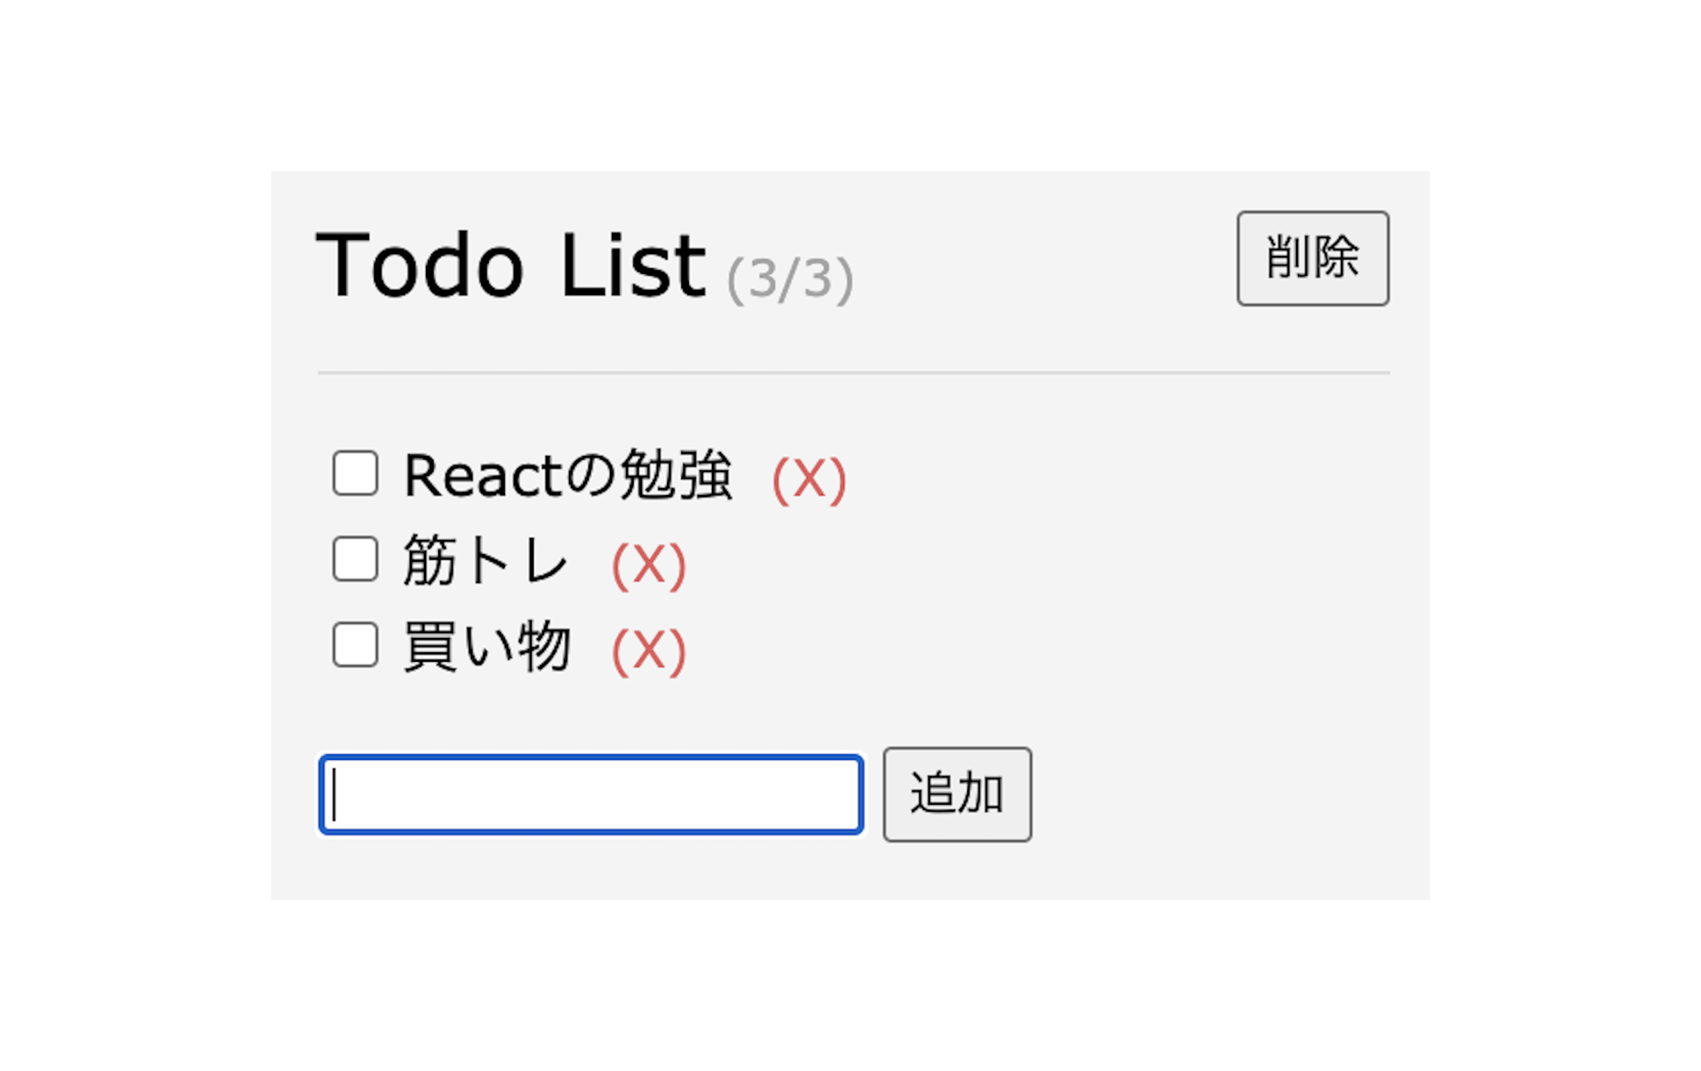 Todo List (3/3) 削除
Reactの勉強 (X)
筋トレ (X)
買い物 (X)
追加